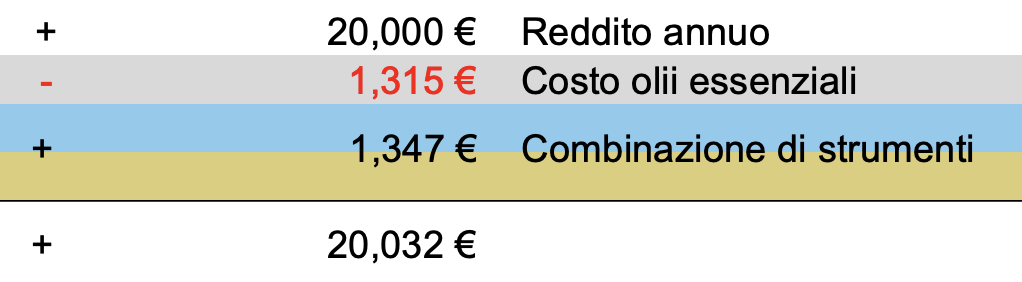 + 20,000 € Reddito annuo
- 1,315 € Costo olii essenziali
+ 1,347 € Combinazione di strumenti
+ 20,032 €